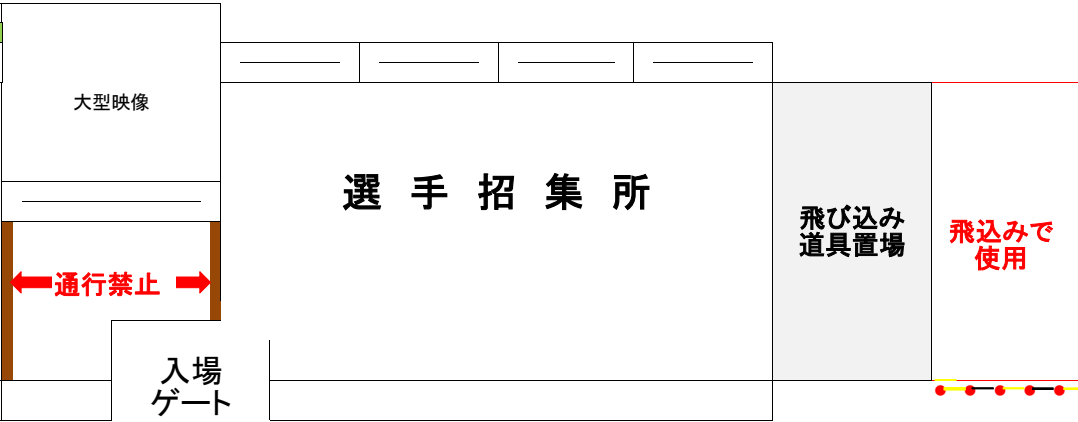 大型映像
選手招集所
飛び込み
道具置場
飛込みで
使用
通行禁止
入場
ゲート